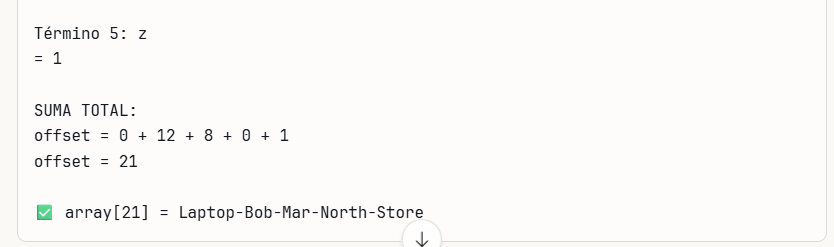 Término 5: z
= 1
SUMA TOTAL:
offset = 0 + 12 + 8 + 0 + 1
offset = 21
✅ array[21] = Laptop-Bob-Mar-North-Store